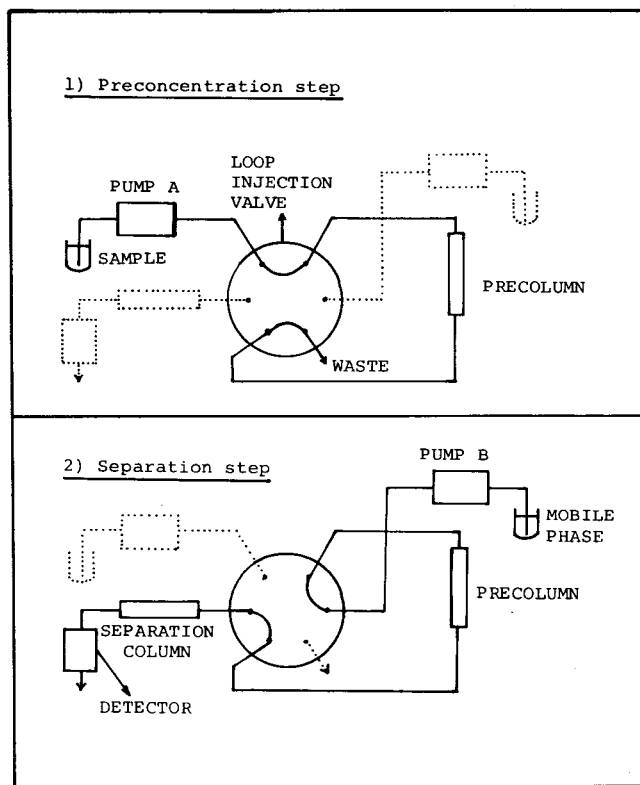 1) Preconcentration step
LOOP
INJECTION
VALVE
PUMP A
SAMPLE
PRECOLUMN
WASTE
2) Separation step
PUMP B
MOBILE
PHASE
PRECOLUMN
SEPARATION
COLUMN
DETECTOR